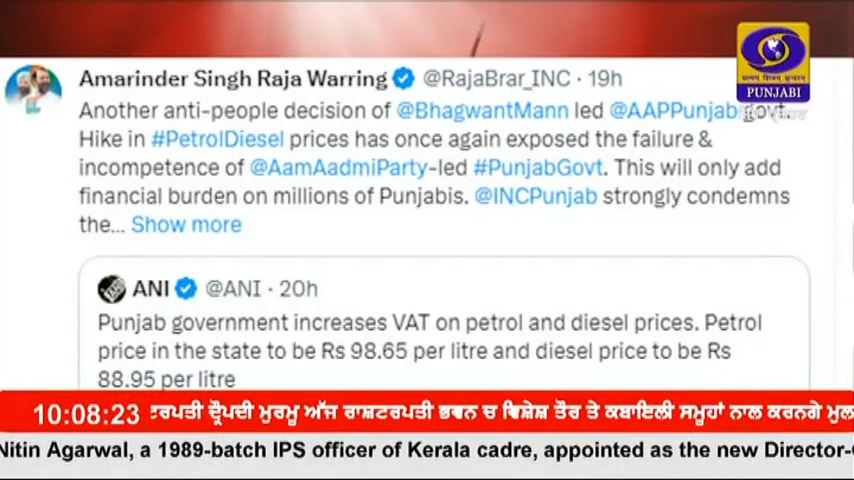 Amarinder Singh Raja Warring @RajaBrar_INC · 19h
Another anti-people decision of @BhagwantMann led @AAPPunjab govt.
Hike in #PetrolDiesel prices has once again exposed the failure &
incompetence of @AamAadmiParty-led #PunjabGovt. This will only add
financial burden on millions of Punjabis. @INCPunjab strongly condemns
the... Show more
PUNJABI
ANI @ANI · 20h
Punjab government increases VAT on petrol and diesel prices. Petrol
price in the state to be Rs 98.65 per litre and diesel price to be Rs
88.95 per litre
10:08:23 ਟਰਪਤੀ ਦ੍ਰੌਪਦੀ ਮੁਰਮੂ ਅੱਜ ਰਾਸ਼ਟਰਪਤੀ ਭਵਨ ਚ ਵਿਸ਼ੇਸ਼ ਤੌਰ ਤੇ ਕਬਾਇਲੀ ਸਮੂਹਾਂ ਨਾਲ ਕਰਨਗੇ ਮੁਲ
Nitin Agarwal, a 1989-batch IPS officer of Kerala cadre, appointed as the new Director-